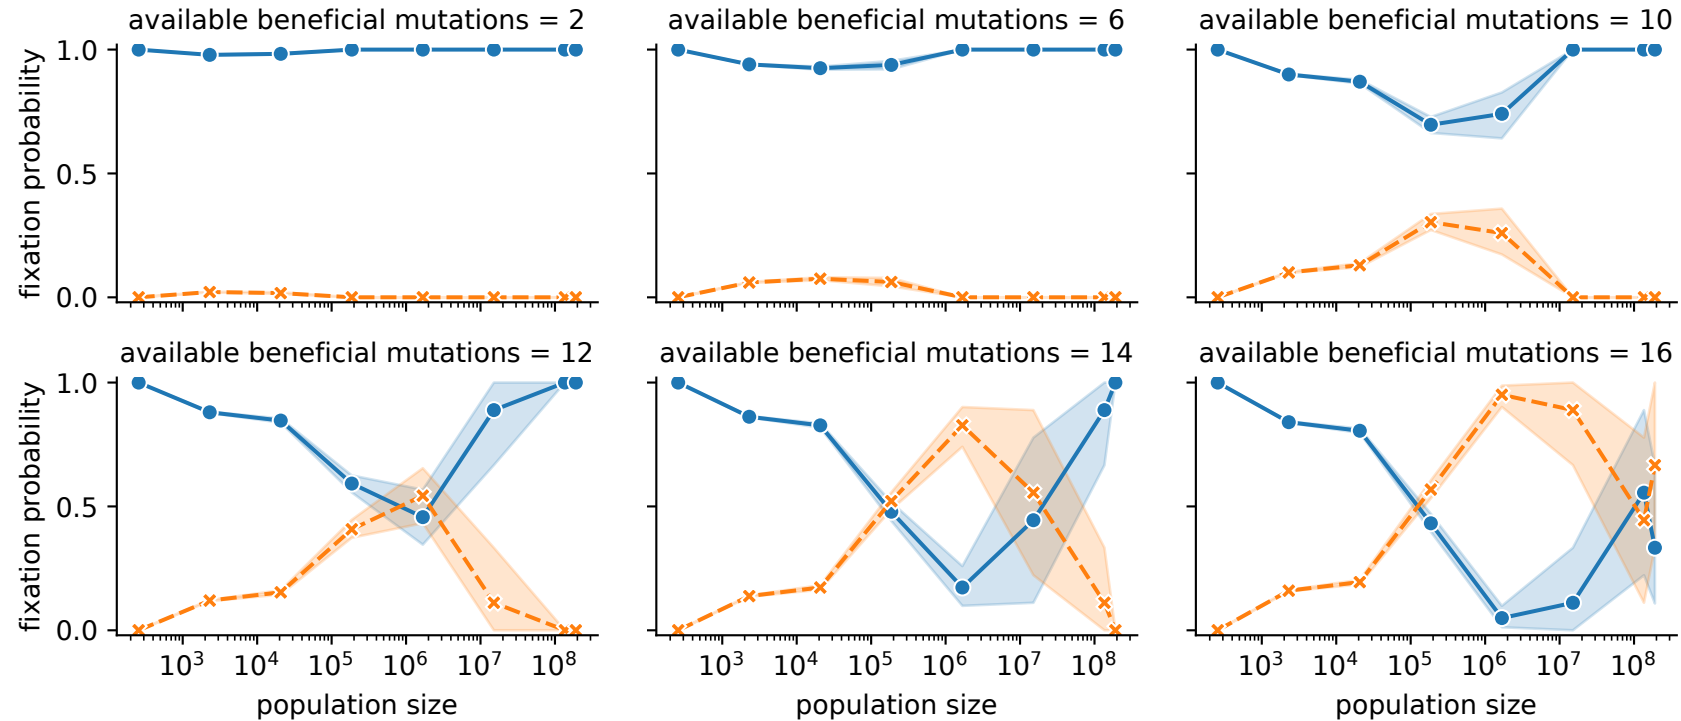 available beneficial mutations = 2
available beneficial mutations = 6
available beneficial mutations = 10
fixation probability
1.0
0.5
0.0
available beneficial mutations = 12
available beneficial mutations = 14
available beneficial mutations = 16
fixation probability
1.0
0.5
0.0
10³ 10⁴ 10⁵ 10⁶ 10⁷ 10⁸
10³ 10⁴ 10⁵ 10⁶ 10⁷ 10⁸
10³ 10⁴ 10⁵ 10⁶ 10⁷ 10⁸
population size
population size
population size